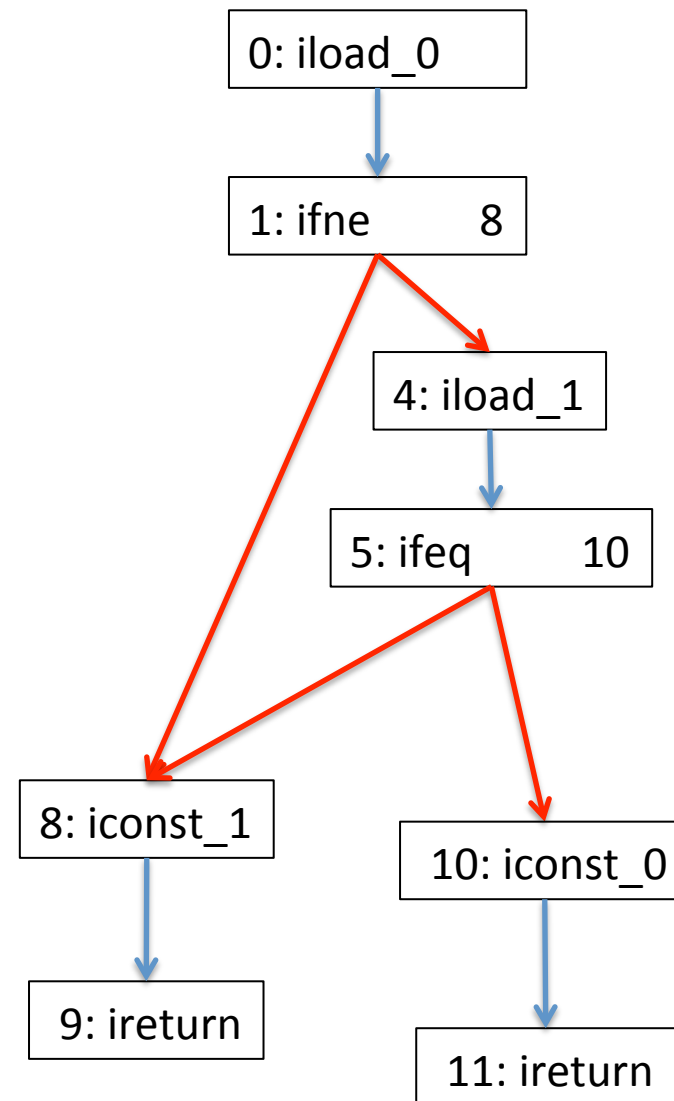 0: iload_0
1: ifne 8
4: iload_1
5: ifeq 10
8: iconst_1
10: iconst_0
9: ireturn
11: ireturn